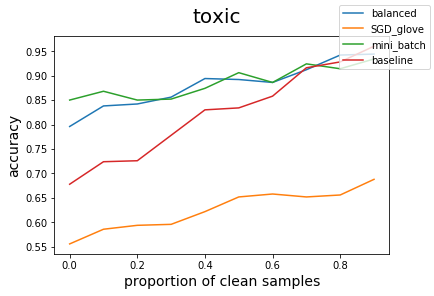 toxic
balanced
SGD_glove
mini_batch
baseline
0.95
0.90
0.85
0.80
0.75
0.70
0.65
0.60
0.55
accuracy
0.0 0.2 0.4 0.6 0.8
proportion of clean samples